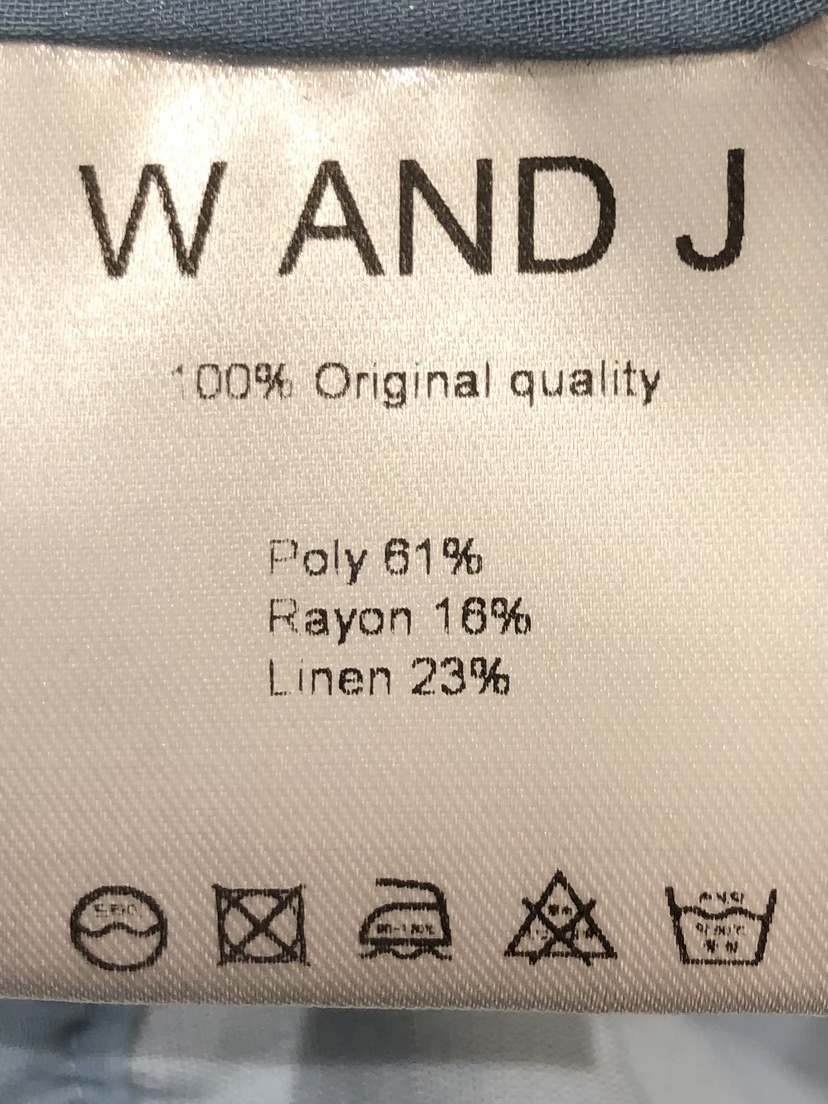 W AND J
100% Original quality
Poly 61%
Rayon 16%
Linen 23%